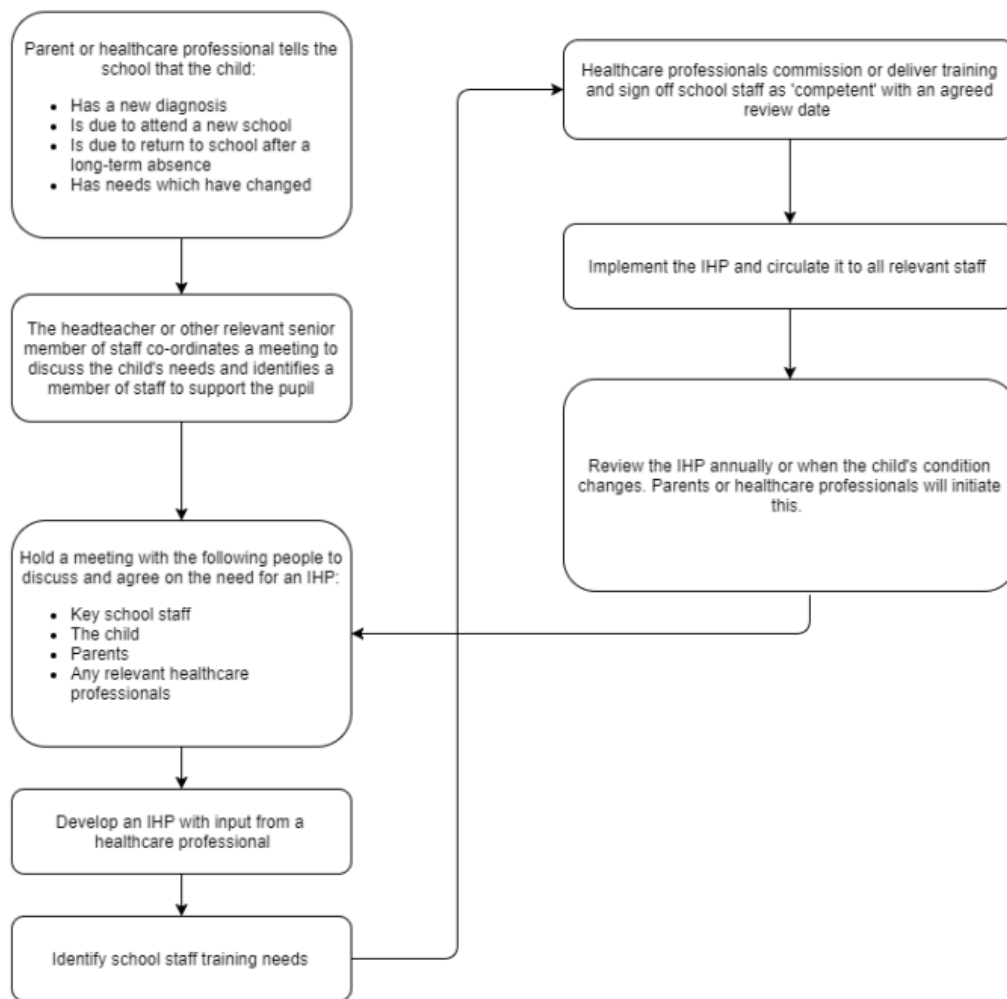 Parent or healthcare professional tells the
school that the child:
• Has a new diagnosis
• Is due to attend a new school
• Is due to return to school after a
long-term absence
• Has needs which have changed
The headteacher or other relevant senior
member of staff co-ordinates a meeting to
discuss the child's needs and identifies a
member of staff to support the pupil
Hold a meeting with the following people to
discuss and agree on the need for an IHP:
• Key school staff
• The child
• Parents
• Any relevant healthcare
professionals
Develop an IHP with input from a
healthcare professional
Identify school staff training needs
Healthcare professionals commission or deliver training
and sign off school staff as 'competent' with an agreed
review date
Implement the IHP and circulate it to all relevant staff
Review the IHP annually or when the child's condition
changes. Parents or healthcare professionals will initiate
this.